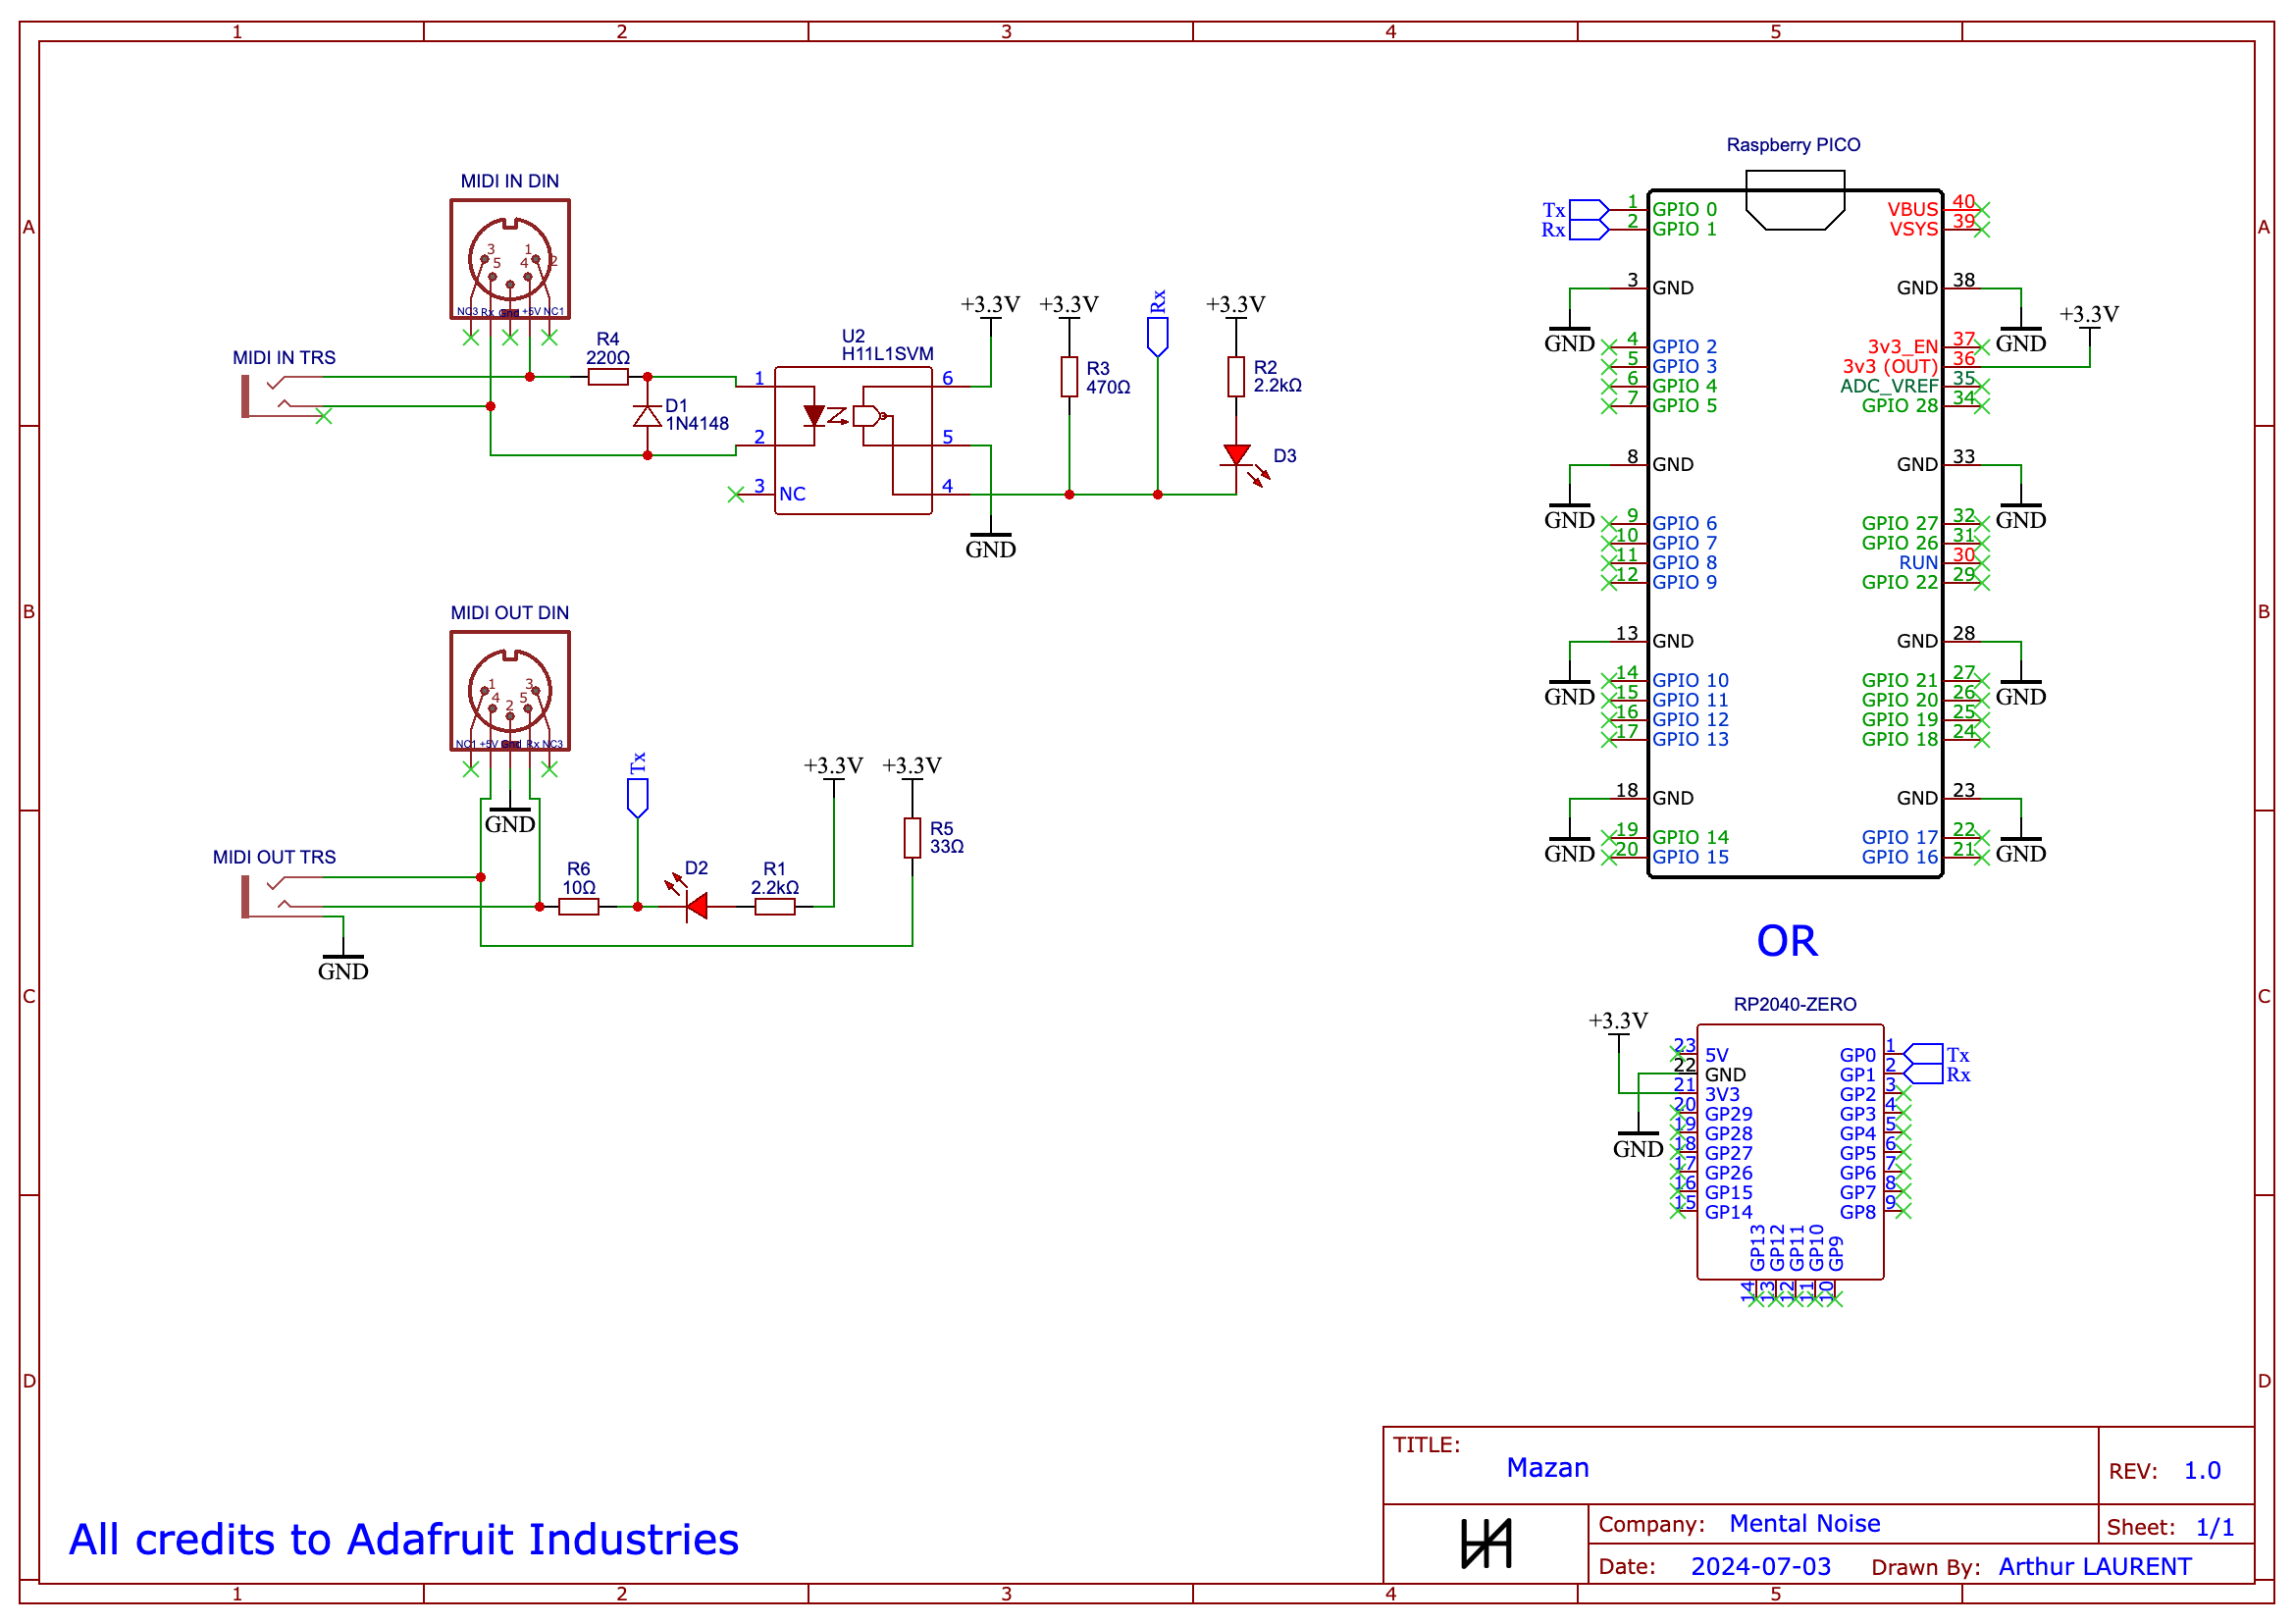 1 2 3 4 5
A A
B B
C C
D D
1 2 3 4 5
MIDI IN DIN
3 1
5 4 2
NC3 Rx Gnd +5V NC1
MIDI IN TRS
R4
220Ω
D1
1N4148
U2
H11L1SVM
1 6
2 5
3 NC 4
+3.3V
GND
+3.3V
R3
470Ω
Rx
+3.3V
R2
2.2kΩ
D3
MIDI OUT DIN
1 3
4 2 5
NC1 +5V Gnd Rx NC3
GND
MIDI OUT TRS
GND
R6
10Ω
Tx
D2
R1
2.2kΩ
+3.3V
+3.3V
R5
33Ω
Raspberry PICO
Tx 1 GPIO 0
Rx 2 GPIO 1
3 GND
GND
4 GPIO 2
5 GPIO 3
6 GPIO 4
7 GPIO 5
8 GND
GND
9 GPIO 6
10 GPIO 7
11 GPIO 8
12 GPIO 9
13 GND
GND
14 GPIO 10
15 GPIO 11
16 GPIO 12
17 GPIO 13
18 GND
GND
19 GPIO 14
20 GPIO 15
VBUS 40
VSYS 39
GND 38
GND
+3.3V
3v3_EN 37
3v3 (OUT) 36
ADC_VREF 35
GPIO 28 34
GND 33
GND
GPIO 27 32
GPIO 26 31
RUN 30
GPIO 22 29
GND 28
GND
GPIO 21 27
GPIO 20 26
GPIO 19 25
GPIO 18 24
GND 23
GND
GPIO 17 22
GPIO 16 21
OR
RP2040-ZERO
+3.3V
GND
23 5V
22 GND
21 3V3
20 GP29
19 GP28
18 GP27
17 GP26
16 GP15
15 GP14
GP0 1 Tx
GP1 2 Rx
GP2 3
GP3 4
GP4 5
GP5 6
GP6 7
GP7 8
GP8 9
GP13 GP12 GP11 GP10 GP9
14 13 12 11 10
TITLE:
Mazan
REV: 1.0
Company: Mental Noise
Sheet: 1/1
Date: 2024-07-03 Drawn By: Arthur LAURENT
All credits to Adafruit Industries